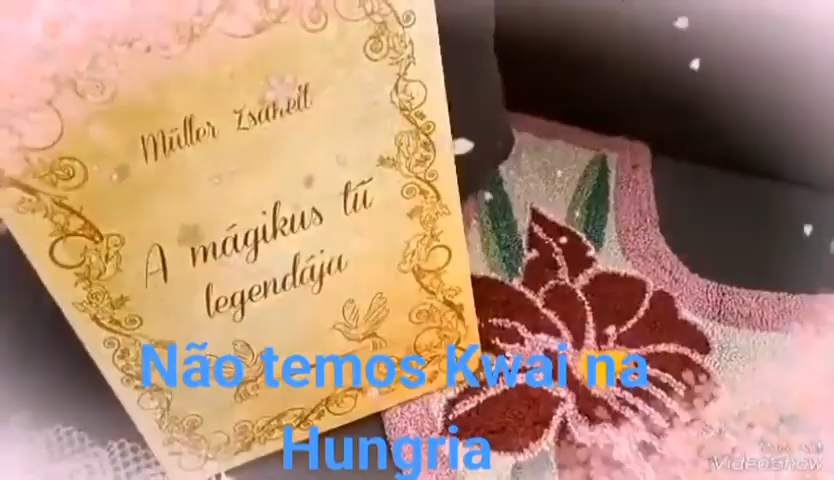 Müller Zsanett
A mágikus tű
legendája
Não temos Kwai na
Hungria
VideoShow